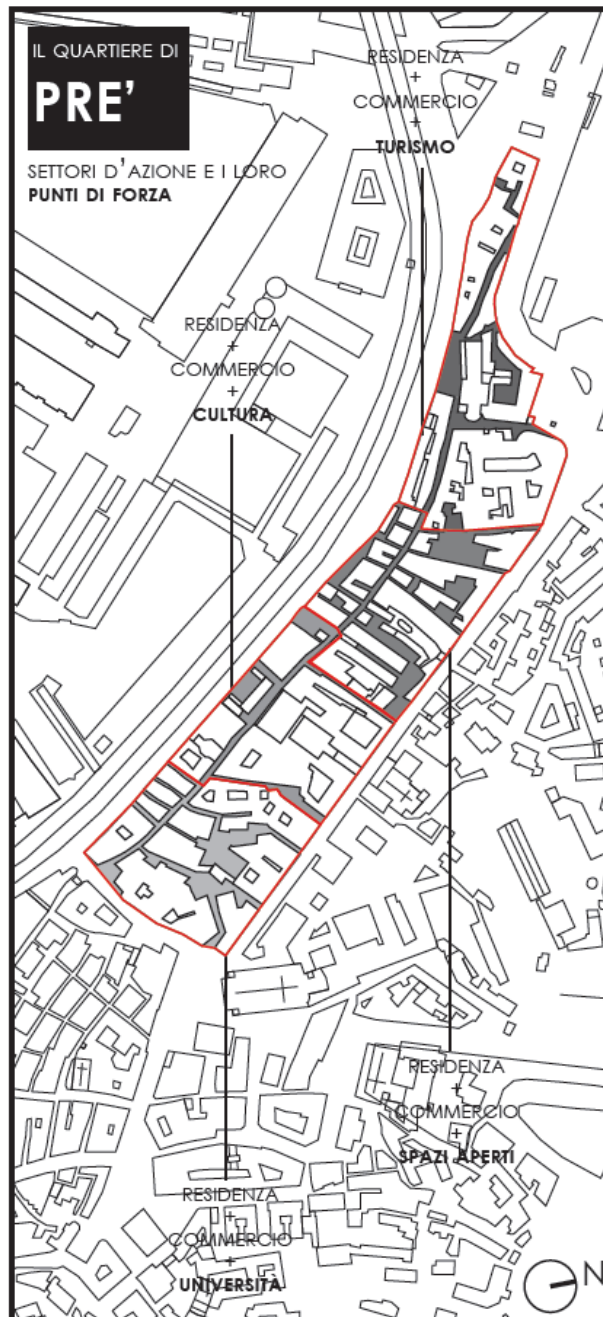 IL QUARTIERE DI
PRE'
SETTORI D'AZIONE E I LORO
PUNTI DI FORZA
RESIDENZA
+
COMMERCIO
+
TURISMO
RESIDENZA
+
COMMERCIO
+
CULTURA
RESIDENZA
+
COMMERCIO
+
SPAZI APERTI
RESIDENZA
+
COMMERCIO
+
UNIVERSITÀ
N